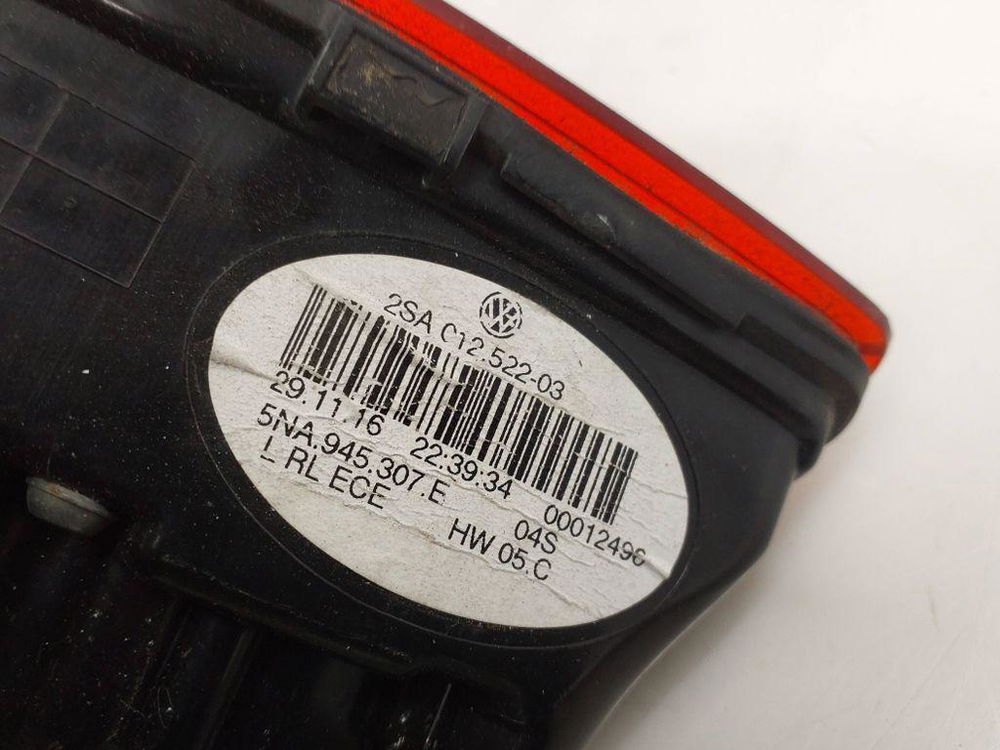 2SA 012.522-03
29.11.16 22:39:34 00012496
5NA.945.307.E 04S
L RL ECE HW 05.C